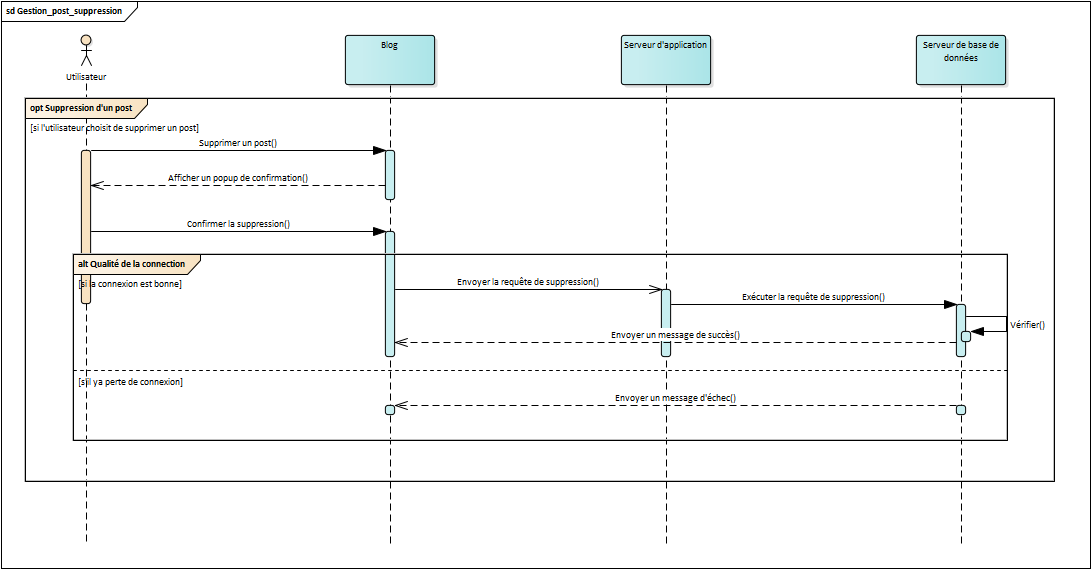 sd Gestion_post_suppression
Utilisateur
Blog
Serveur d'application
Serveur de base de
données
opt Suppression d'un post
[si l'utilisateur choisit de supprimer un post]
Supprimer un post()
Afficher un popup de confirmation()
Confirmer la suppression()
alt Qualité de la connection
[si la connexion est bonne]
Envoyer la requête de suppression()
Exécuter la requête de suppression()
Vérifier()
Envoyer un message de succès()
[s'il ya perte de connexion]
Envoyer un message d'échec()